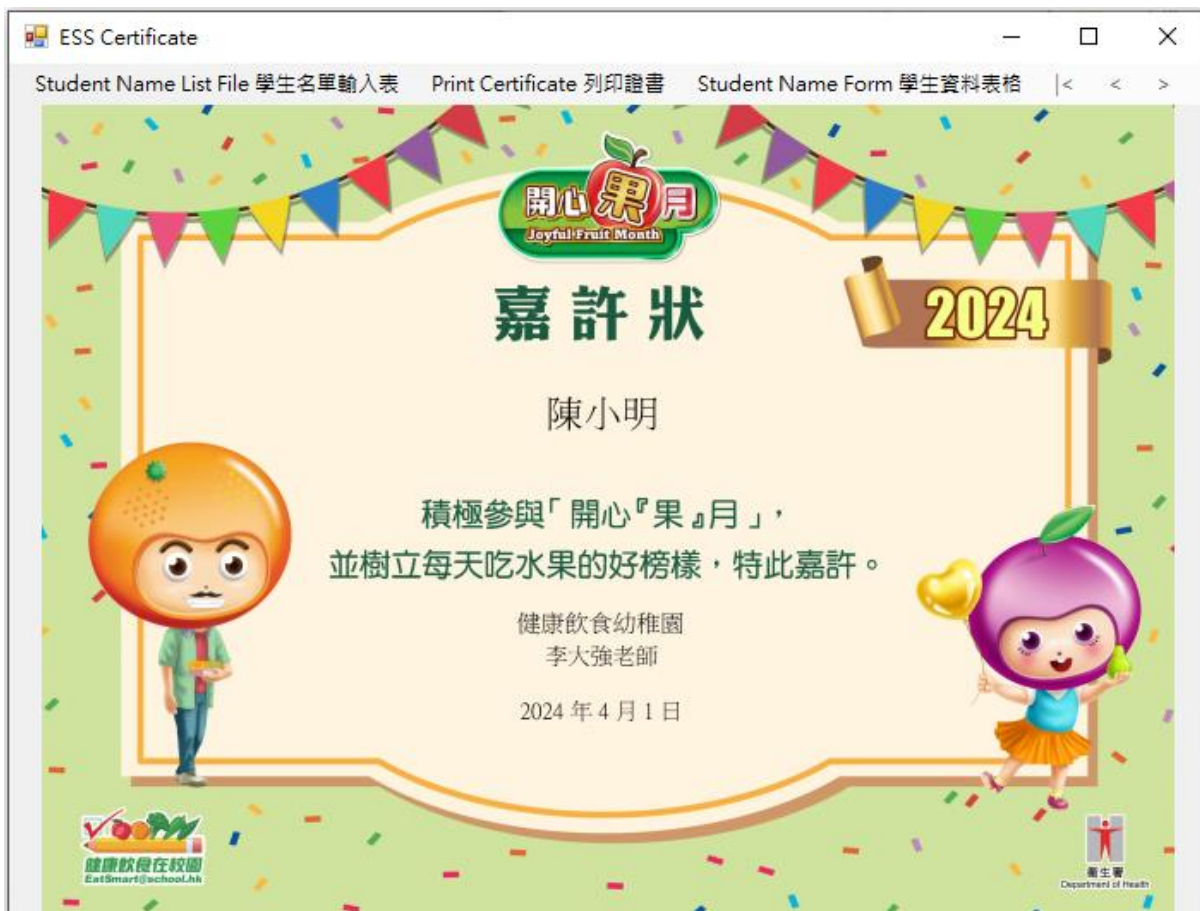 ESS Certificate
Student Name List File 學生名單輸入表 Print Certificate 列印證書 Student Name Form 學生資料表格 |< < >
開心果月
Joyful Fruit Month
嘉許狀
2024
陳小明
積極參與「開心『果』月」，
並樹立每天吃水果的好榜樣，特此嘉許。
健康飲食幼稚園
李大強老師
2024 年 4 月 1 日
健康飲食在校園
EatSmart@school.hk
衞生署
Department of Health